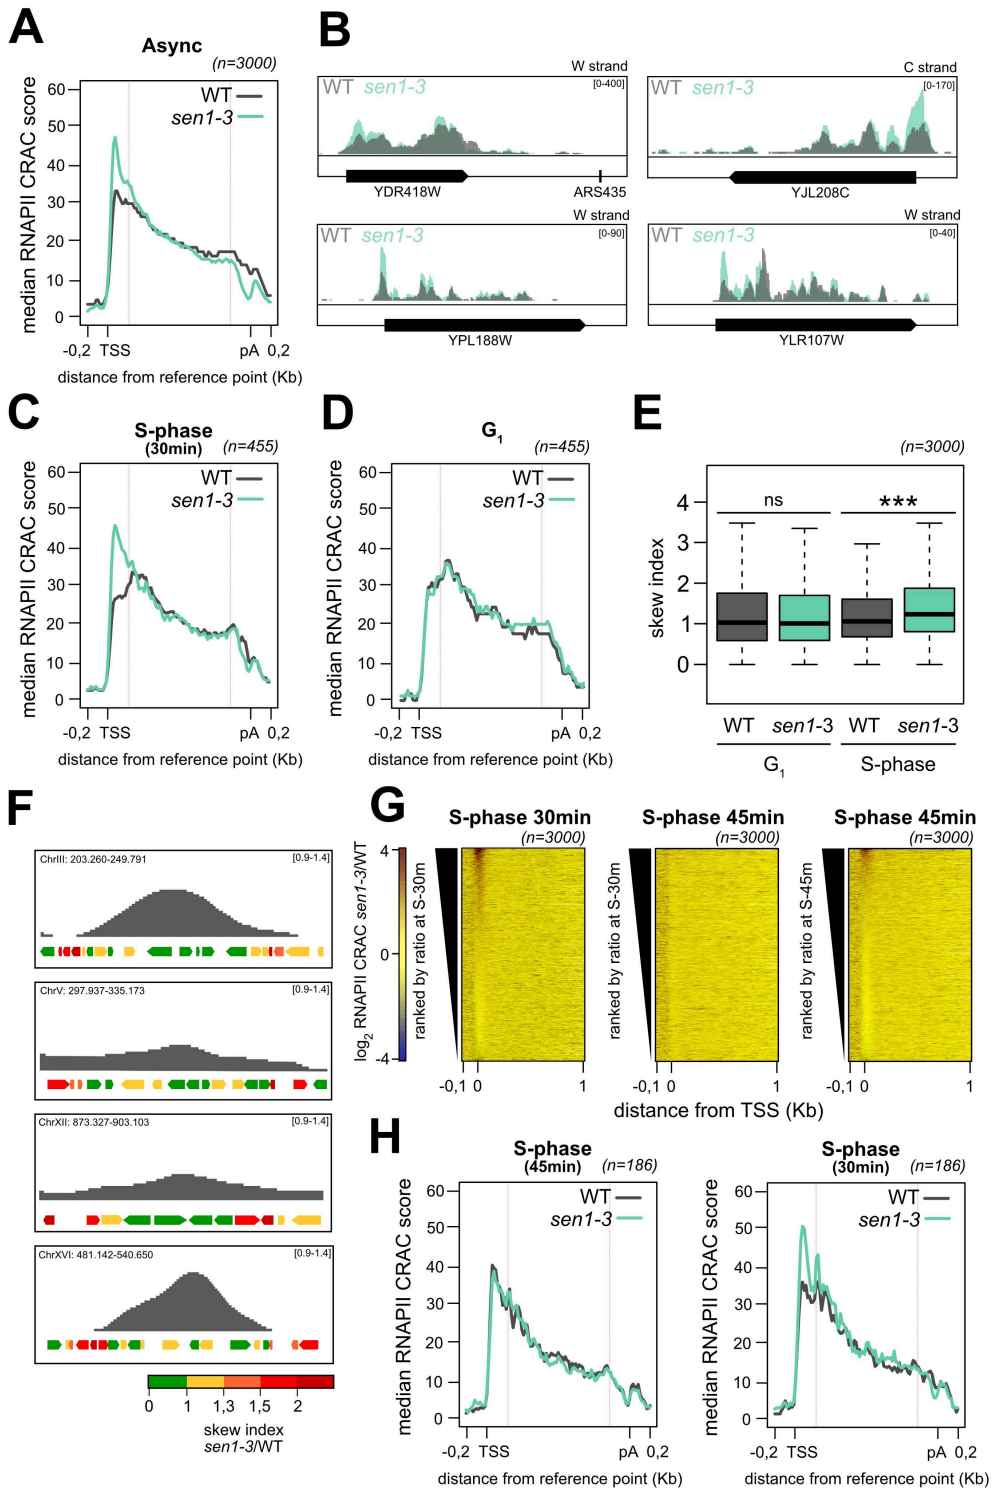 A
Async
(n=3000)
WT
sen1-3
60
50
40
30
20
10
0
median RNAPII CRAC score
-0,2 TSS pA 0,2
distance from reference point (Kb)
B
W strand
WT sen1-3
[0-400]
YDR418W
ARS435
C strand
WT sen1-3
[0-170]
YJL208C
W strand
WT sen1-3
[0-90]
YPL188W
W strand
WT sen1-3
[0-40]
YLR107W
C
S-phase
(30min)
(n=455)
WT
sen1-3
60
50
40
30
20
10
0
median RNAPII CRAC score
-0,2 TSS pA 0,2
distance from reference point (Kb)
D
G1
(n=455)
WT
sen1-3
60
50
40
30
20
10
0
median RNAPII CRAC score
-0,2 TSS pA 0,2
distance from reference point (Kb)
E
(n=3000)
ns
***
4
3
2
1
0
skew index
WT sen1-3 WT sen1-3
G1 S-phase
F
ChrIII: 203.260-249.791
[0.9-1.4]
ChrV: 297.937-335.173
[0.9-1.4]
ChrXII: 873.327-903.103
[0.9-1.4]
ChrXVI: 481.142-540.650
[0.9-1.4]
0 1 1,3 1,5 2
skew index
sen1-3/WT
G
S-phase 30min
(n=3000)
4
0
-4
log2 RNAPII CRAC sen1-3/WT
ranked by ratio at S-30m
-0,1 0 1
S-phase 45min
(n=3000)
ranked by ratio at S-30m
-0,1 0 1
S-phase 45min
(n=3000)
ranked by ratio at S-45m
-0,1 0 1
distance from TSS (Kb)
H
S-phase
(45min)
(n=186)
WT
sen1-3
60
50
40
30
20
10
0
median RNAPII CRAC score
-0,2 TSS pA 0,2
distance from reference point (Kb)
S-phase
(30min)
(n=186)
WT
sen1-3
60
50
40
30
20
10
0
median RNAPII CRAC score
-0,2 TSS pA 0,2
distance from reference point (Kb)